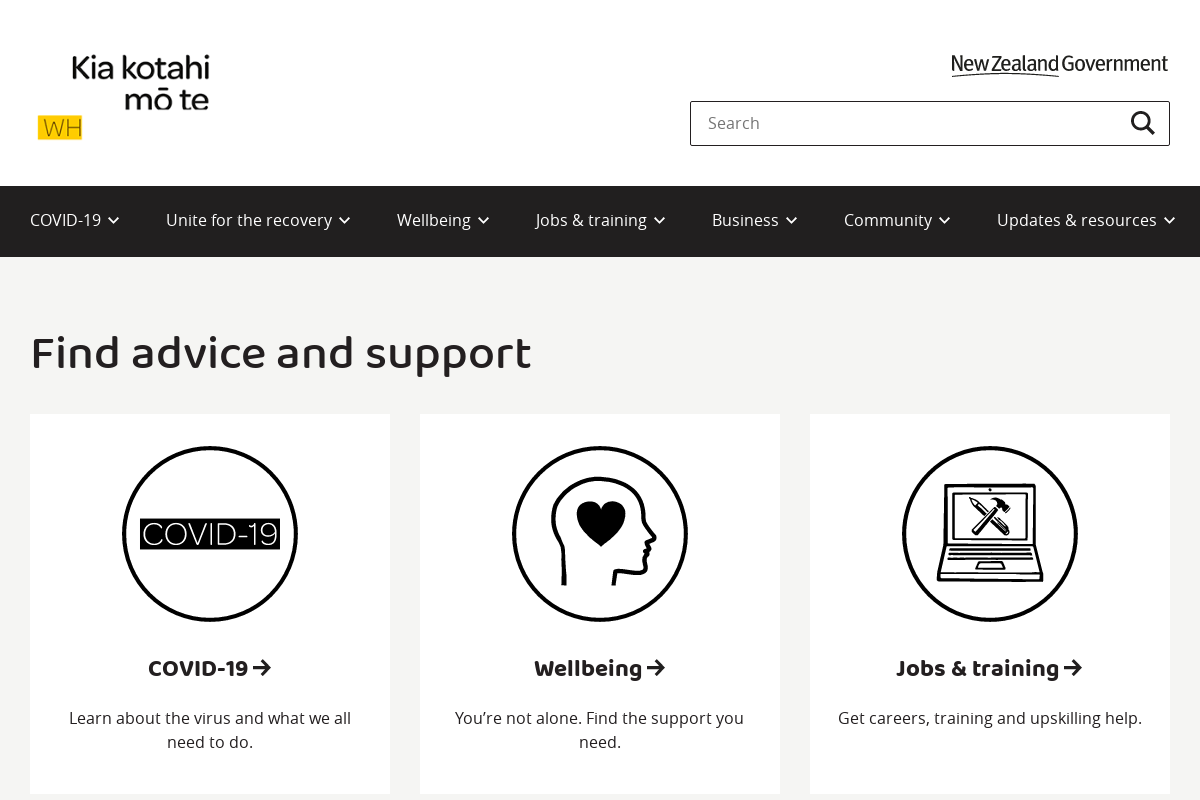 Kia kotahi
mō te
WH
New Zealand Government
Search
COVID-19
Unite for the recovery
Wellbeing
Jobs & training
Business
Community
Updates & resources
Find advice and support
COVID-19
COVID-19 →
Learn about the virus and what we all
need to do.
Wellbeing →
You’re not alone. Find the support you
need.
Jobs & training →
Get careers, training and upskilling help.